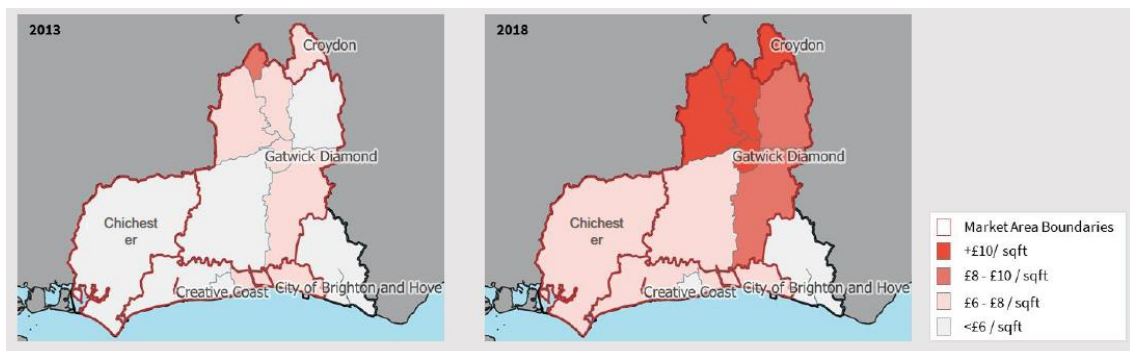 2013
Croydon
Gatwick Diamond
Chichest
er
Creative Coast
City of Brighton and Hove
2018
Croydon
Gatwick Diamond
Chichest
er
Creative Coast
City of Brighton and Hove
Market Area Boundaries
+£10/ sqft
£8 - £10 / sqft
£6 - £8 / sqft
<£6 / sqft